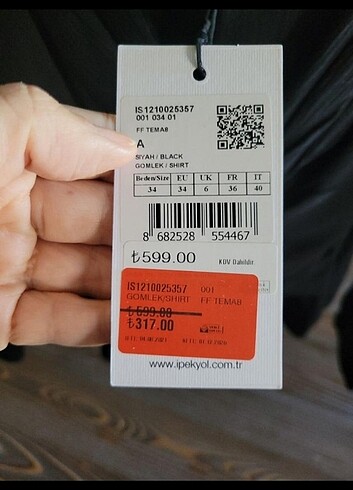 IS1210025357
001 034 01
FF TEMA8
A
SIYAH / BLACK
GOMLEK / SHIRT
Beden/Size EU UK FR IT
34 34 6 36 40
8 682528 554467
₺599.00 KDV Dahildir.
IS1210025357 001
GOMLEK/SHIRT FF TEMA8
₺ 599.00
₺317.00
www.ipekyol.com.tr